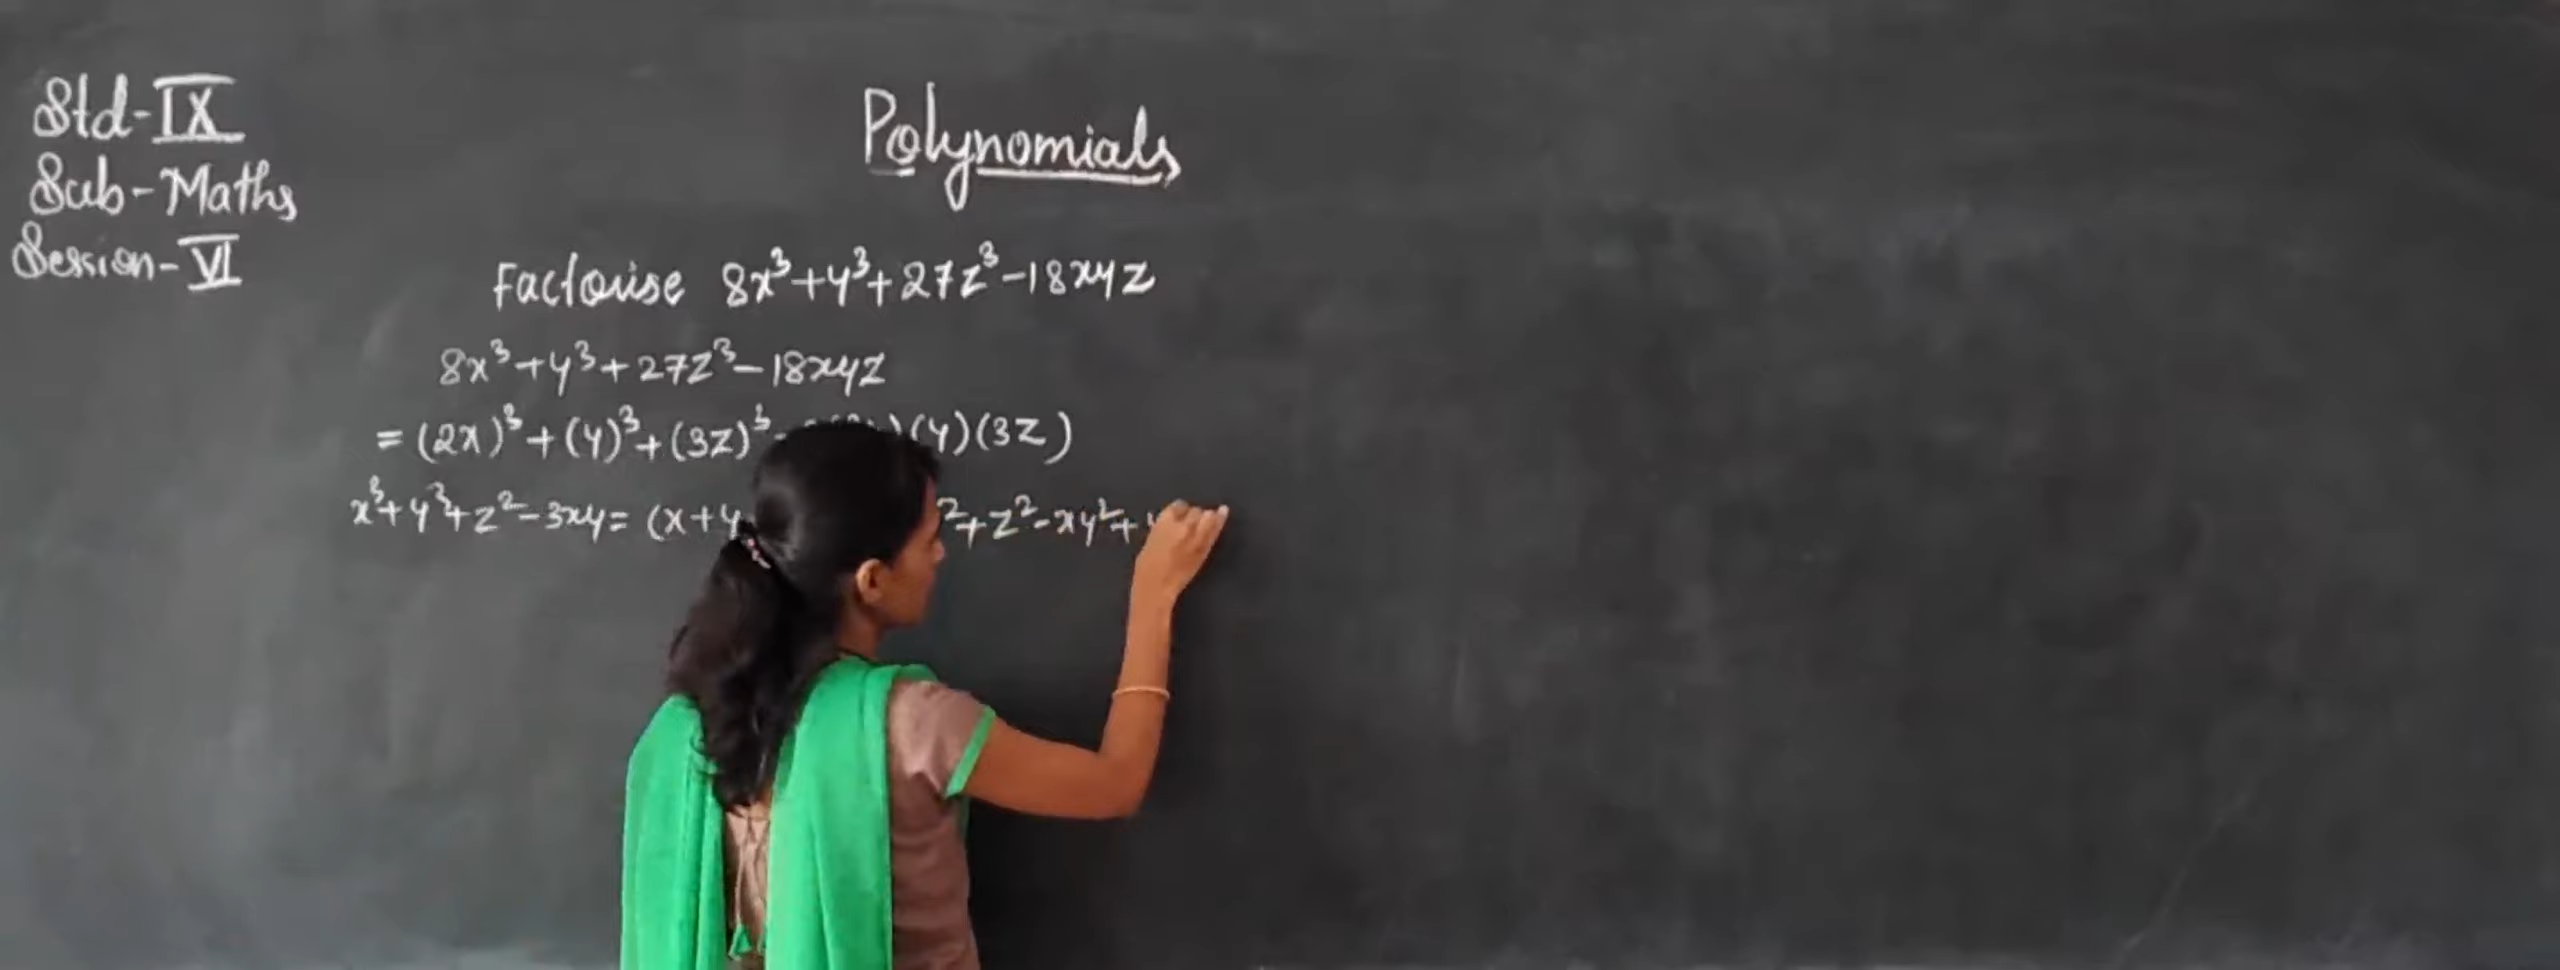 Std-IX
Sub-Maths
Session-VI
Polynomials
Factorise 8x³+y³+27z³-18xyz
8x³+y³+27z³-18xyz
=(2x)³+(y)³+(3z)³- (y)(3z)
x³+y³+z²-3xy=(x+y ²+z²-xy²+